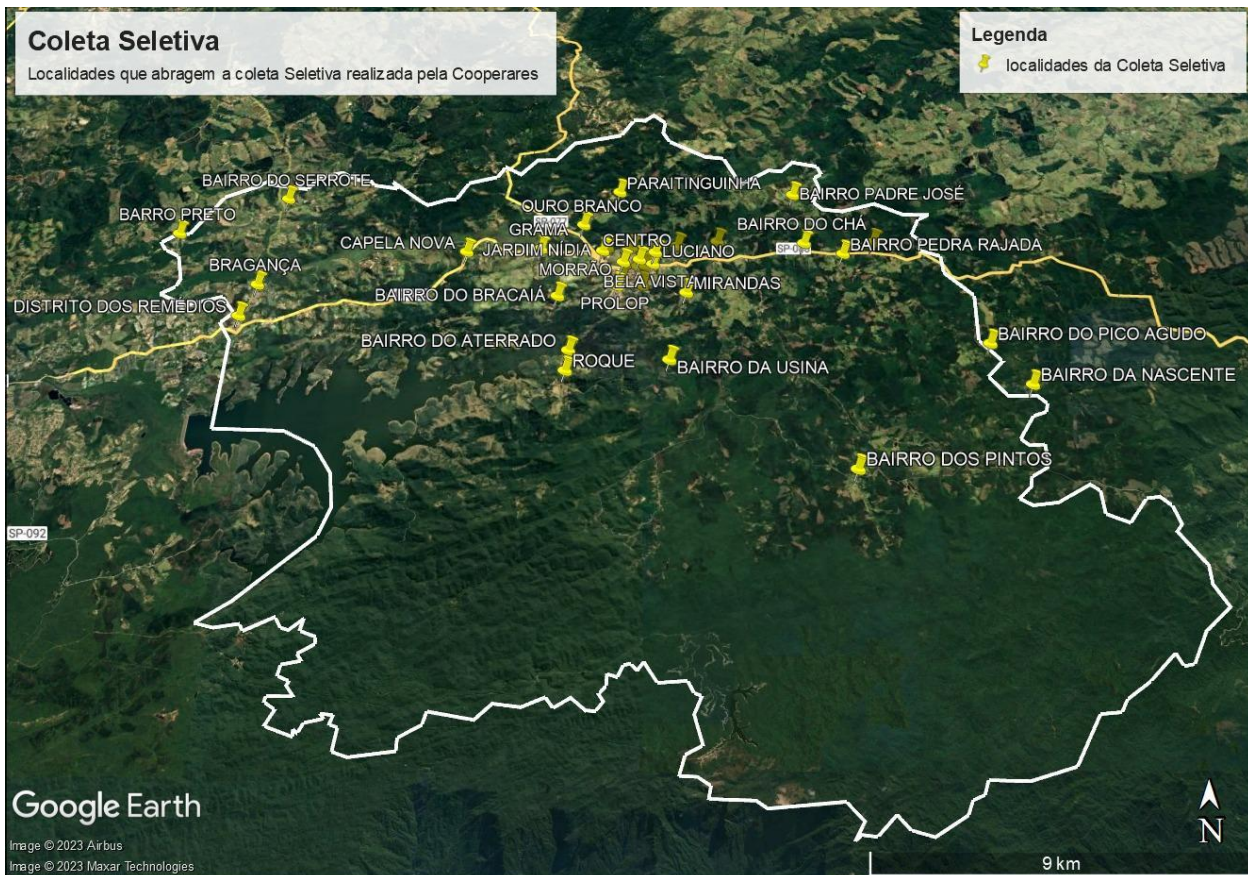 Coleta Seletiva
Localidades que abragem a coleta Seletiva realizada pela Cooperares
Legenda
localidades da Coleta Seletiva
BAIRRO DO SERROTE
PARAITINGUINHA
BAIRRO PADRE JOSÉ
BARRO PRETO
OURO BRANCO
SP-077
GRAMA
CAPELA NOVA
JARDIM NÍDIA
CENTRO
LUCIANO
BAIRRO DO CHÁ
BAIRRO PEDRA RAJADA
BRAGANÇA
MORRÃO
BELA VISTA
MIRANDAS
BAIRRO DO BRACAIÁ
PROLOP
DISTRITO DOS REMÉDIOS
BAIRRO DO ATERRADO
BAIRRO DO PICO AGUDO
ROQUE
BAIRRO DA USINA
BAIRRO DA NASCENTE
BAIRRO DOS PINTOS
SP-092
Google Earth
Image © 2023 Airbus
Image © 2023 Maxar Technologies
N
9 km